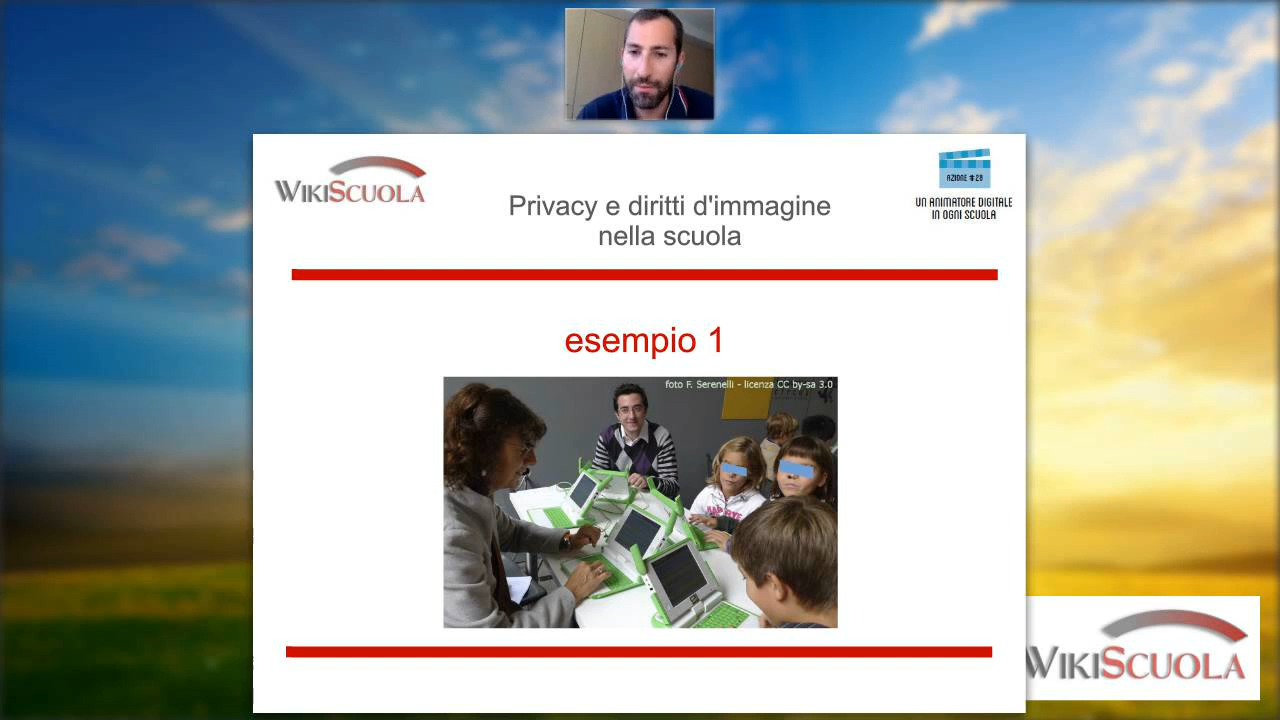 WIKISCUOLA
AZIONE #28
UN ANIMATORE DIGITALE
IN OGNI SCUOLA
Privacy e diritti d'immagine
nella scuola
esempio 1
foto F. Serenelli - licenza CC by-sa 3.0
WIKISCUOLA